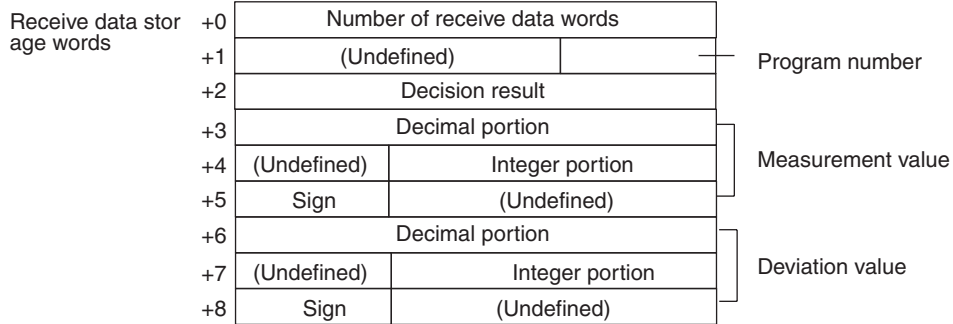 Receive data stor
age words
+0 Number of receive data words
+1 (Undefined) Program number
+2 Decision result
+3 Decimal portion
+4 (Undefined) Integer portion Measurement value
+5 Sign (Undefined)
+6 Decimal portion
+7 (Undefined) Integer portion Deviation value
+8 Sign (Undefined)